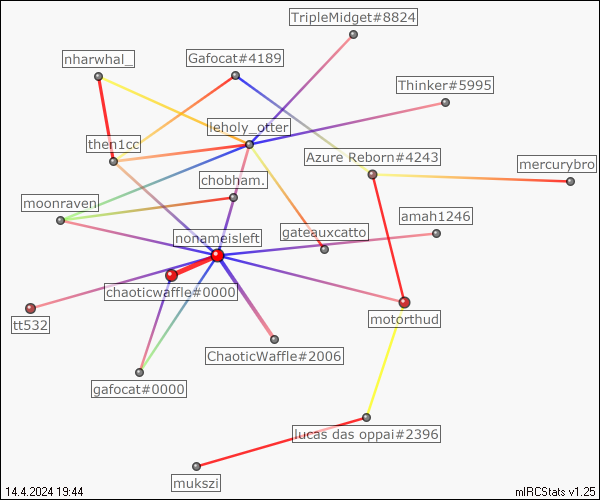 TripleMidget#8824
nharwhal_
Gafocat#4189
Thinker#5995
leholy_otter
then1cc
Azure Reborn#4243
mercurybro
chobham.
moonraven
amah1246
gateauxcatto
nonameisleft
chaoticwaffle#0000
motorthud
tt532
ChaoticWaffle#2006
gafocat#0000
lucas das oppai#2396
mukszi
14.4.2024 19:44
mIRCStats v1.25